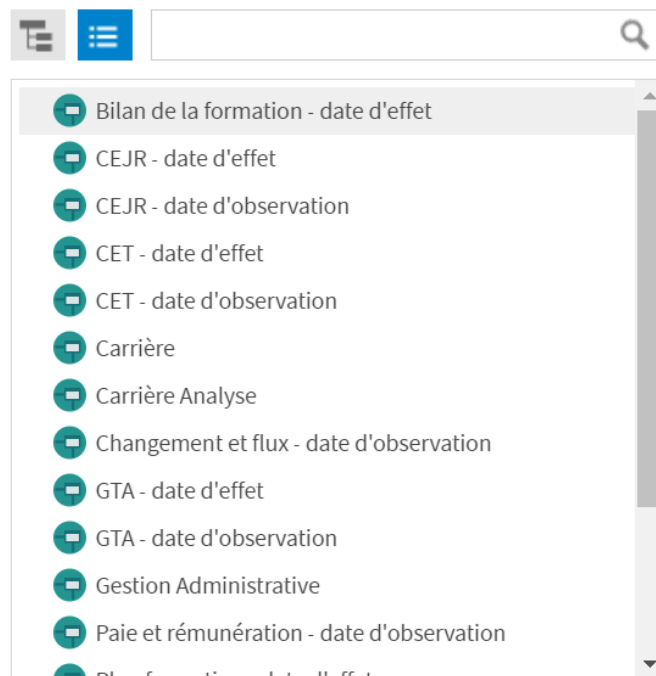 Bilan de la formation - date d'effet
CEJR - date d'effet
CEJR - date d'observation
CET - date d'effet
CET - date d'observation
Carrière
Carrière Analyse
Changement et flux - date d'observation
GTA - date d'effet
GTA - date d'observation
Gestion Administrative
Paie et rémunération - date d'observation